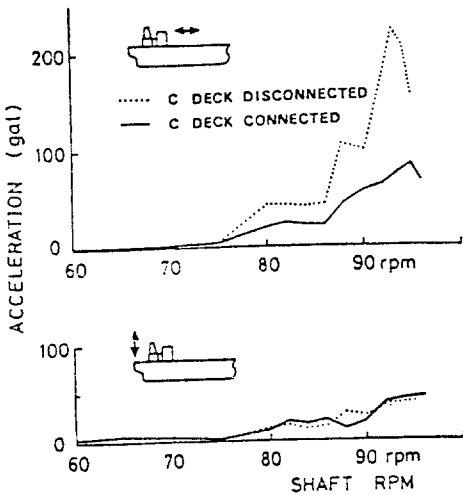 ACCELERATION (gal)
200
100
0
C DECK DISCONNECTED
C DECK CONNECTED
60 70 80 90 rpm
100
0
60 70 80 90 rpm
SHAFT RPM